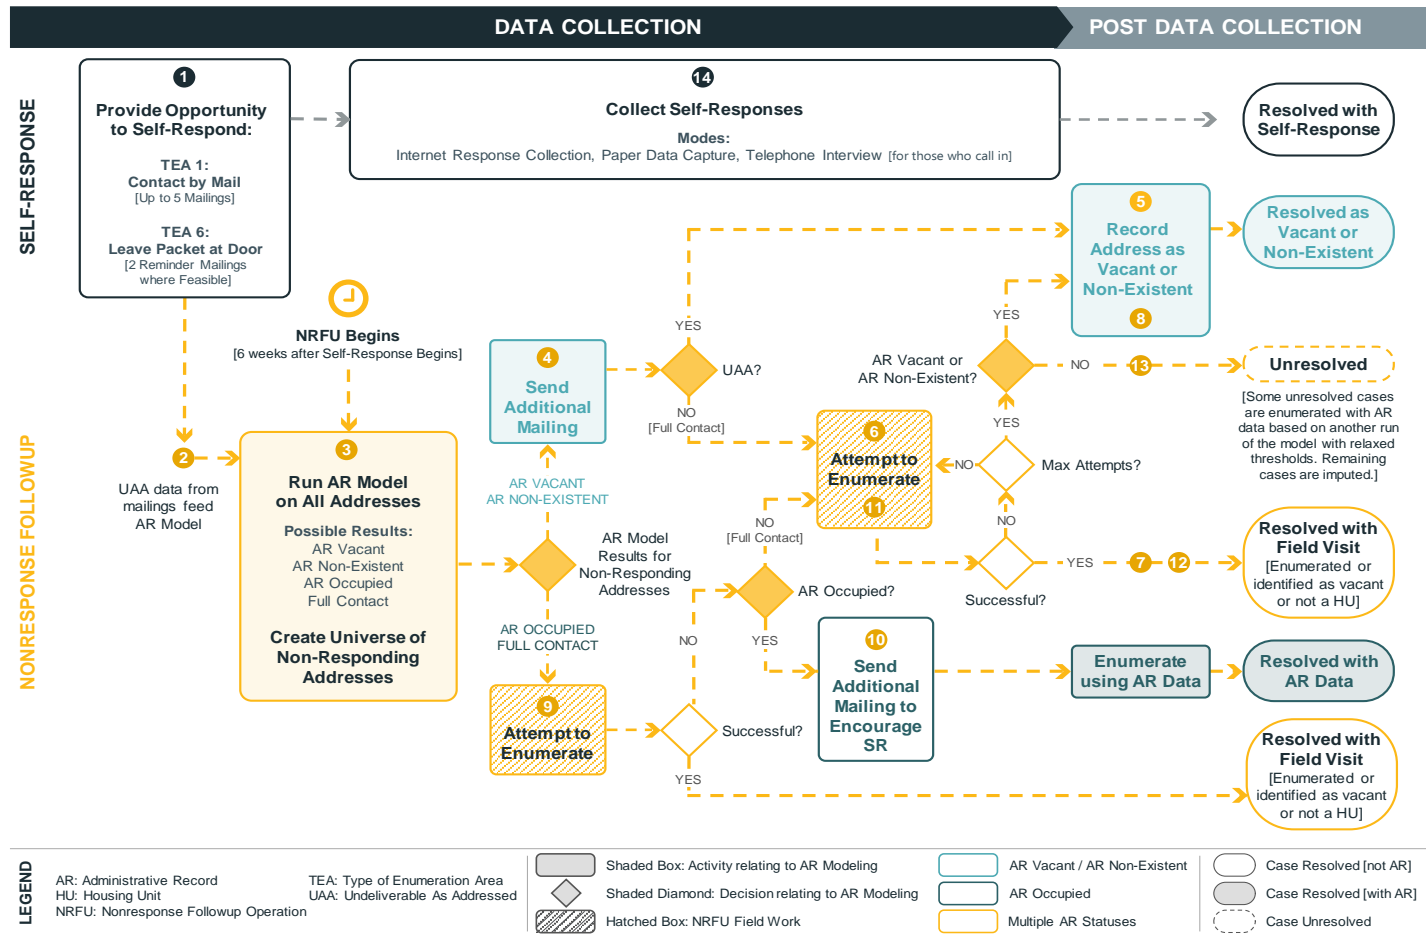 DATA COLLECTION
POST DATA COLLECTION
SELF-RESPONSE
1
Provide Opportunity
to Self-Respond:
TEA 1:
Contact by Mail
[Up to 5 Mailings]
TEA 6:
Leave Packet at Door
[2 Reminder Mailings
where Feasible]
14
Collect Self-Responses
Modes:
Internet Response Collection, Paper Data Capture, Telephone Interview [for those who call in]
Resolved with
Self-Response
5
Record
Address as
Vacant or
Non-Existent
8
Resolved as
Vacant or
Non-Existent
NONRESPONSE FOLLOWUP
NRFU Begins
[6 weeks after Self-Response Begins]
2
UAA data from
mailings feed
AR Model
3
Run AR Model
on All Addresses
Possible Results:
AR Vacant
AR Non-Existent
AR Occupied
Full Contact
Create Universe of
Non-Responding
Addresses
4
Send
Additional
Mailing
AR VACANT
AR NON-EXISTENT
AR Model
Results for
Non-Responding
Addresses
AR OCCUPIED
FULL CONTACT
9
Attempt to
Enumerate
YES
UAA?
NO
[Full Contact]
6
Attempt to
Enumerate
11
AR Vacant or
AR Non-Existent?
YES
NO
13
Unresolved
[Some unresolved cases
are enumerated with AR
data based on another run
of the model with relaxed
thresholds. Remaining
cases are imputed.]
YES
NO
Max Attempts?
NO
Successful?
YES
7
12
Resolved with
Field Visit
[Enumerated or
identified as vacant
or not a HU]
NO
[Full Contact]
AR Occupied?
YES
NO
Successful?
YES
10
Send
Additional
Mailing to
Encourage
SR
Enumerate
using AR Data
Resolved with
AR Data
Resolved with
Field Visit
[Enumerated or
identified as vacant
or not a HU]
LEGEND
AR: Administrative Record
HU: Housing Unit
NRFU: Nonresponse Followup Operation
TEA: Type of Enumeration Area
UAA: Undeliverable As Addressed
Shaded Box: Activity relating to AR Modeling
Shaded Diamond: Decision relating to AR Modeling
Hatched Box: NRFU Field Work
AR Vacant / AR Non-Existent
AR Occupied
Multiple AR Statuses
Case Resolved [not AR]
Case Resolved [with AR]
Case Unresolved